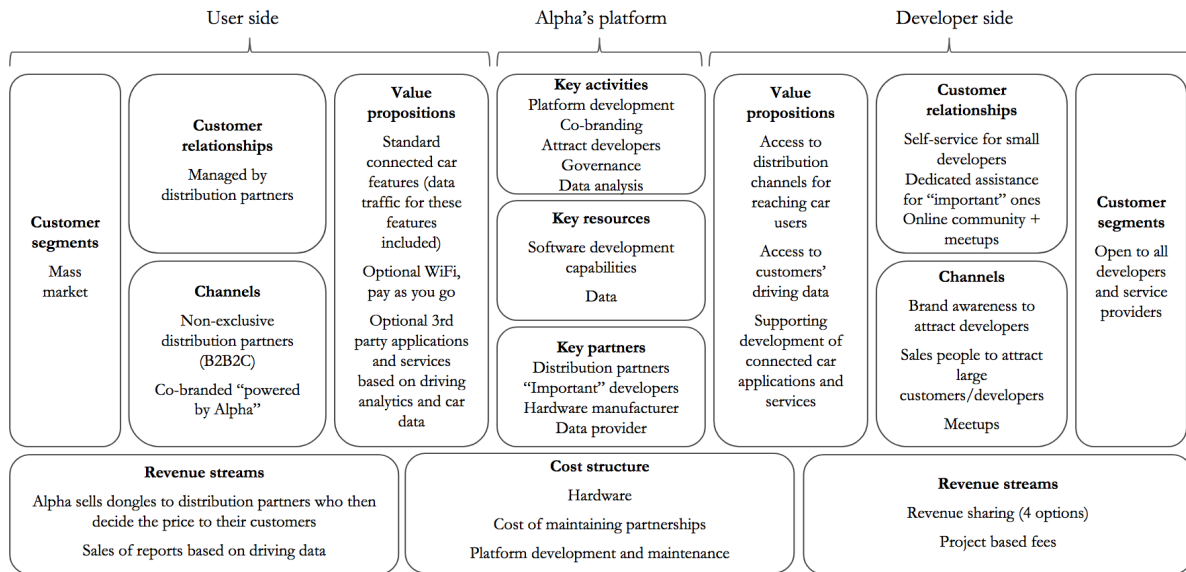 User side
Alpha's platform
Developer side
Customer
segments
Mass
market
Customer
relationships
Managed by
distribution partners
Channels
Non-exclusive
distribution partners
(B2B2C)
Co-branded “powered
by Alpha”
Value
propositions
Standard
connected car
features (data
traffic for these
features
included)
Optional WiFi,
pay as you go
Optional 3rd
party applications
and services
based on driving
analytics and car
data
Key activities
Platform development
Co-branding
Attract developers
Governance
Data analysis
Key resources
Software development
capabilities
Data
Key partners
Distribution partners
“Important” developers
Hardware manufacturer
Data provider
Value
propositions
Access to
distribution
channels for
reaching car
users
Access to
customers’
driving data
Supporting
development of
connected car
applications and
services
Customer
relationships
Self-service for small
developers
Dedicated assistance
for “important” ones
Online community +
meetups
Channels
Brand awareness to
attract developers
Sales people to attract
large
customers/developers
Meetups
Customer
segments
Open to all
developers
and service
providers
Revenue streams
Alpha sells dongles to distribution partners who then
decide the price to their customers
Sales of reports based on driving data
Cost structure
Hardware
Cost of maintaining partnerships
Platform development and maintenance
Revenue streams
Revenue sharing (4 options)
Project based fees